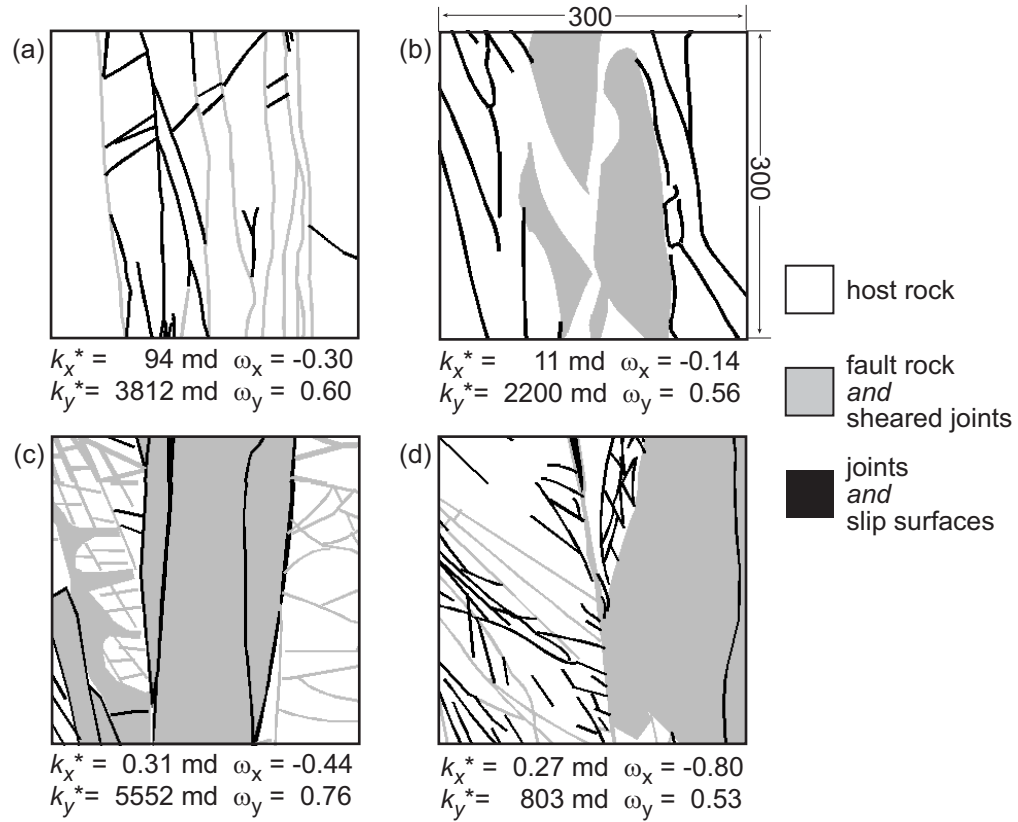 (a)
(b)
300
300
k_x* = 94 md ω_x = -0.30
k_y*= 3812 md ω_y = 0.60
k_x* = 11 md ω_x = -0.14
k_y*= 2200 md ω_y = 0.56
host rock
fault rock
and
sheared joints
joints
and
slip surfaces
(c)
(d)
k_x* = 0.31 md ω_x = -0.44
k_y*= 5552 md ω_y = 0.76
k_x* = 0.27 md ω_x = -0.80
k_y*= 803 md ω_y = 0.53